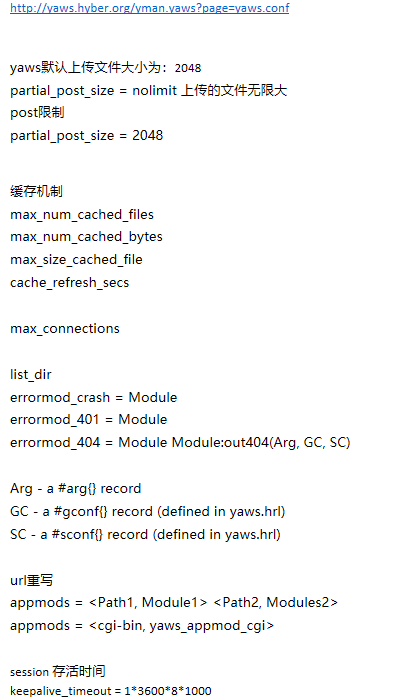 http://yaws.hyber.org/yman.yaws?page=yaws.conf
yaws默认上传文件大小为：2048
partial_post_size = nolimit 上传的文件无限大
post限制
partial_post_size = 2048
缓存机制
max_num_cached_files
max_num_cached_bytes
max_size_cached_file
cache_refresh_secs
max_connections
list_dir
errormod_crash = Module
errormod_401 = Module
errormod_404 = Module Module:out404(Arg, GC, SC)
Arg - a #arg{} record
GC - a #gconf{} record (defined in yaws.hrl)
SC - a #sconf{} record (defined in yaws.hrl)
url重写
appmods = <Path1, Module1> <Path2, Modules2>
appmods = <cgi-bin, yaws_appmod_cgi>
session 存活时间
keepalive_timeout = 1*3600*8*1000